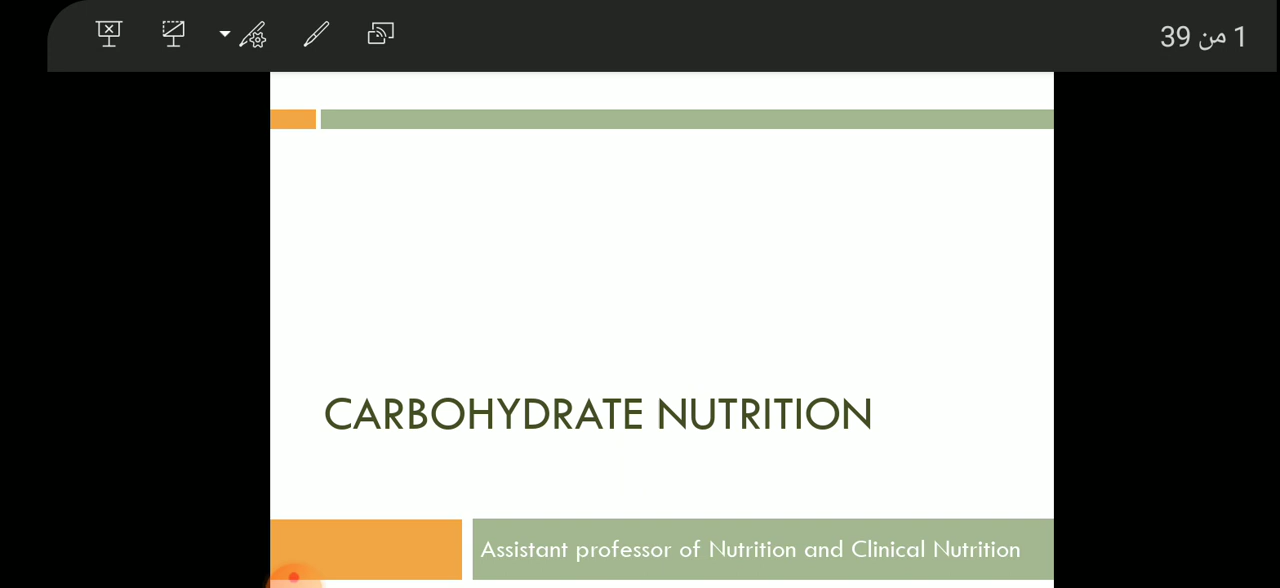 1 من 39
CARBOHYDRATE NUTRITION
Assistant professor of Nutrition and Clinical Nutrition